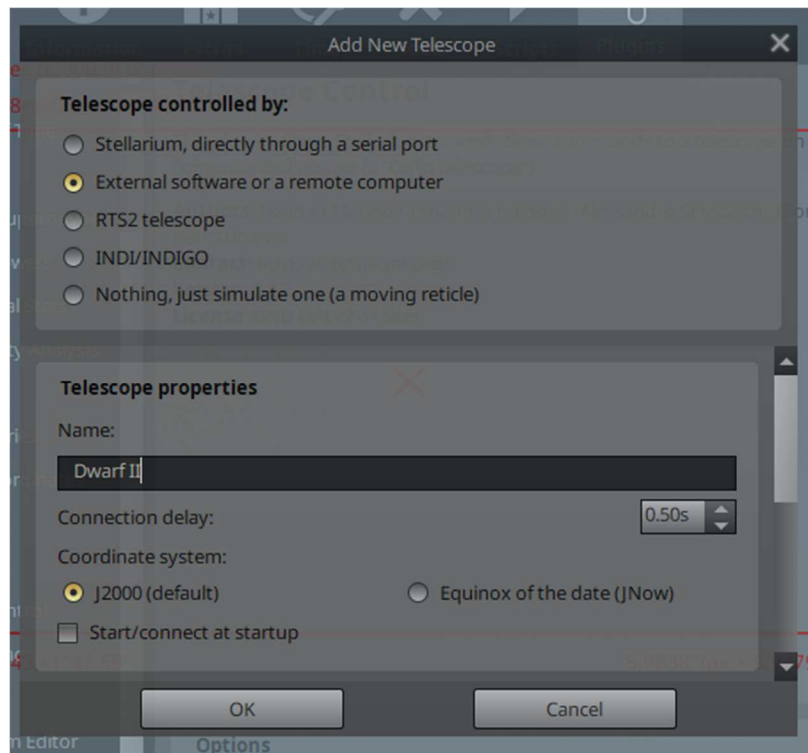 Add New Telescope
Telescope controlled by:
Stellarium, directly through a serial port
External software or a remote computer
RTS2 telescope
INDI/INDIGO
Nothing, just simulate one (a moving reticle)
Telescope properties
Name:
Dwarf II
Connection delay:
0.50s
Coordinate system:
J2000 (default)
Equinox of the date (JNow)
Start/connect at startup
OK
Cancel
Editor
Options